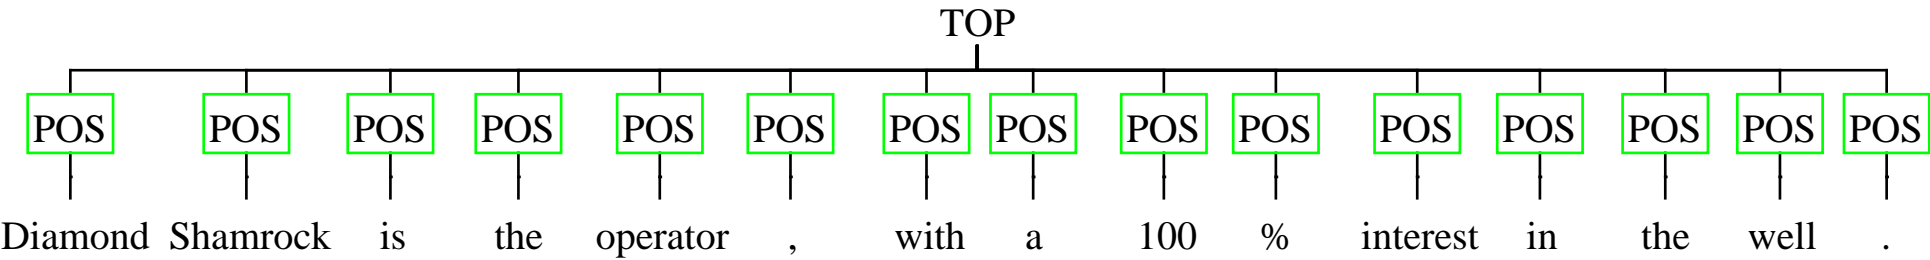 TOP
POS POS POS POS POS POS POS POS POS POS POS POS POS POS POS
Diamond Shamrock is the operator , with a 100 % interest in the well .